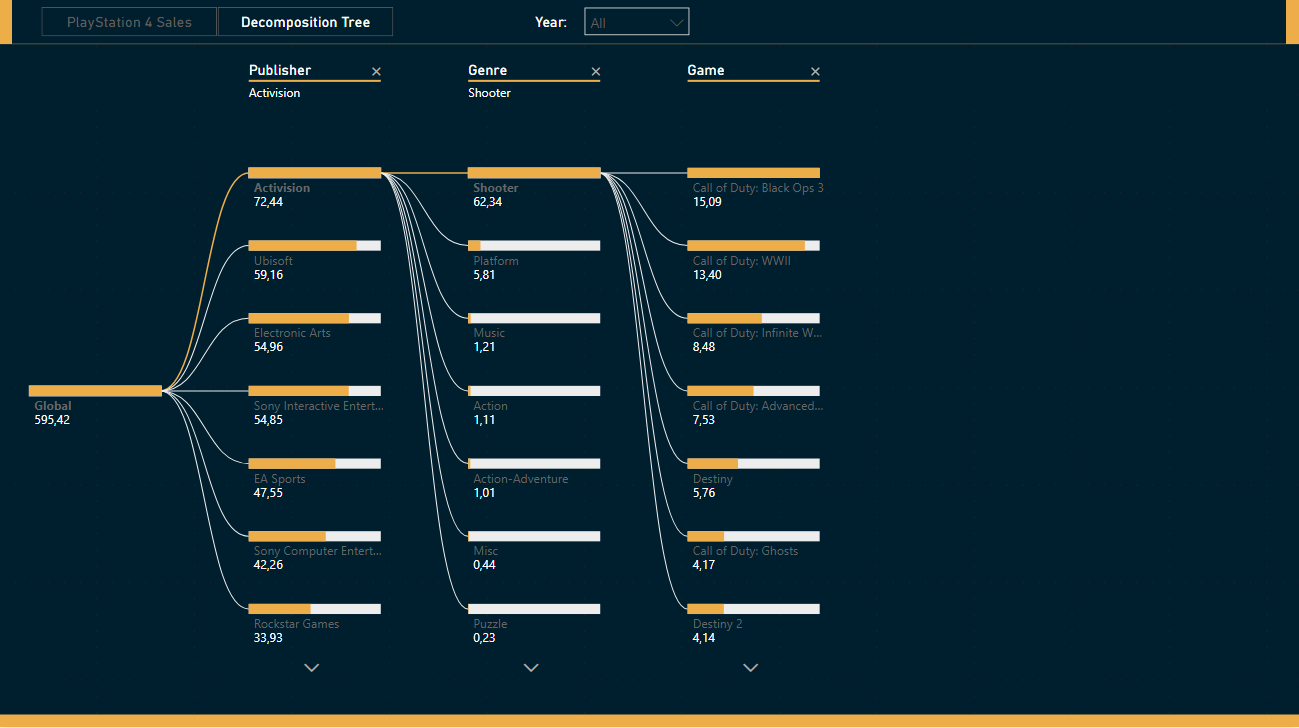 PlayStation 4 Sales
Decomposition Tree
Year:
All
Publisher
Activision
Genre
Shooter
Game
Global
595,42
Activision
72,44
Ubisoft
59,16
Electronic Arts
54,96
Sony Interactive Entert...
54,85
EA Sports
47,55
Sony Computer Entert...
42,26
Rockstar Games
33,93
Shooter
62,34
Platform
5,81
Music
1,21
Action
1,11
Action-Adventure
1,01
Misc
0,44
Puzzle
0,23
Call of Duty: Black Ops 3
15,09
Call of Duty: WWII
13,40
Call of Duty: Infinite W...
8,48
Call of Duty: Advanced...
7,53
Destiny
5,76
Call of Duty: Ghosts
4,17
Destiny 2
4,14